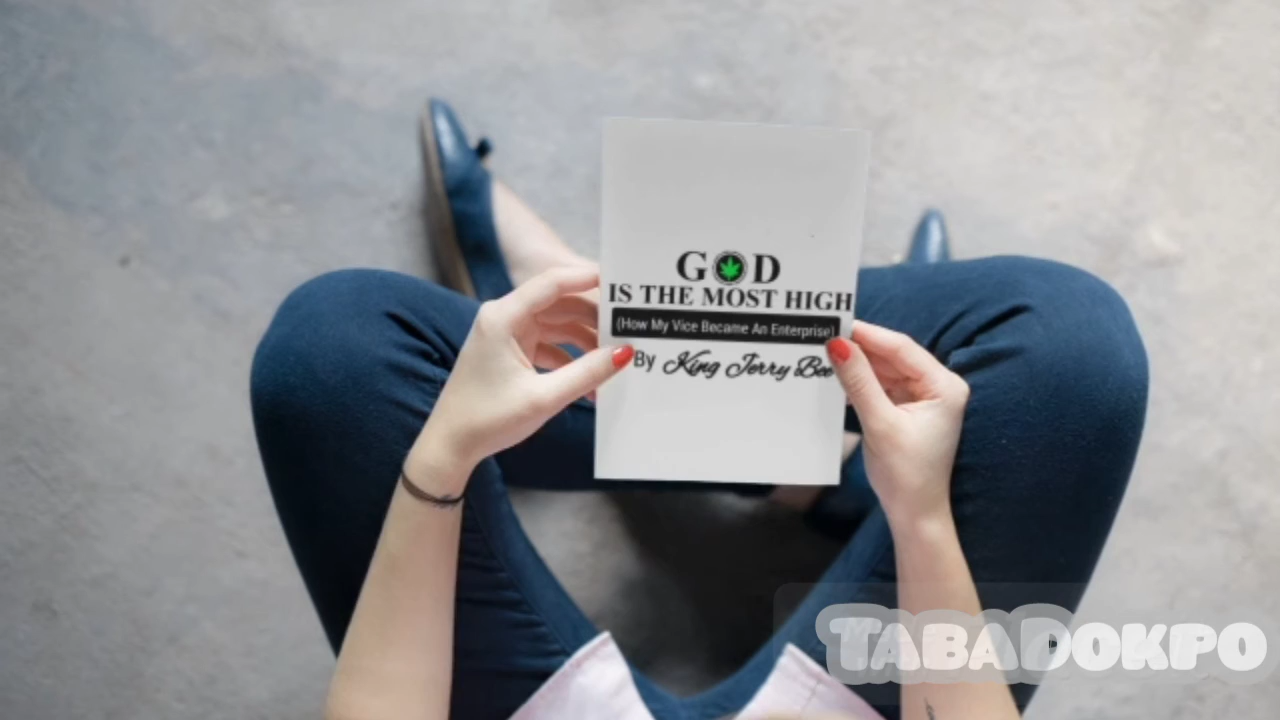 GOD
IS THE MOST HIGH
(How My Vice Became An Enterprise)
By King Jerry Bee
TABADOKPO